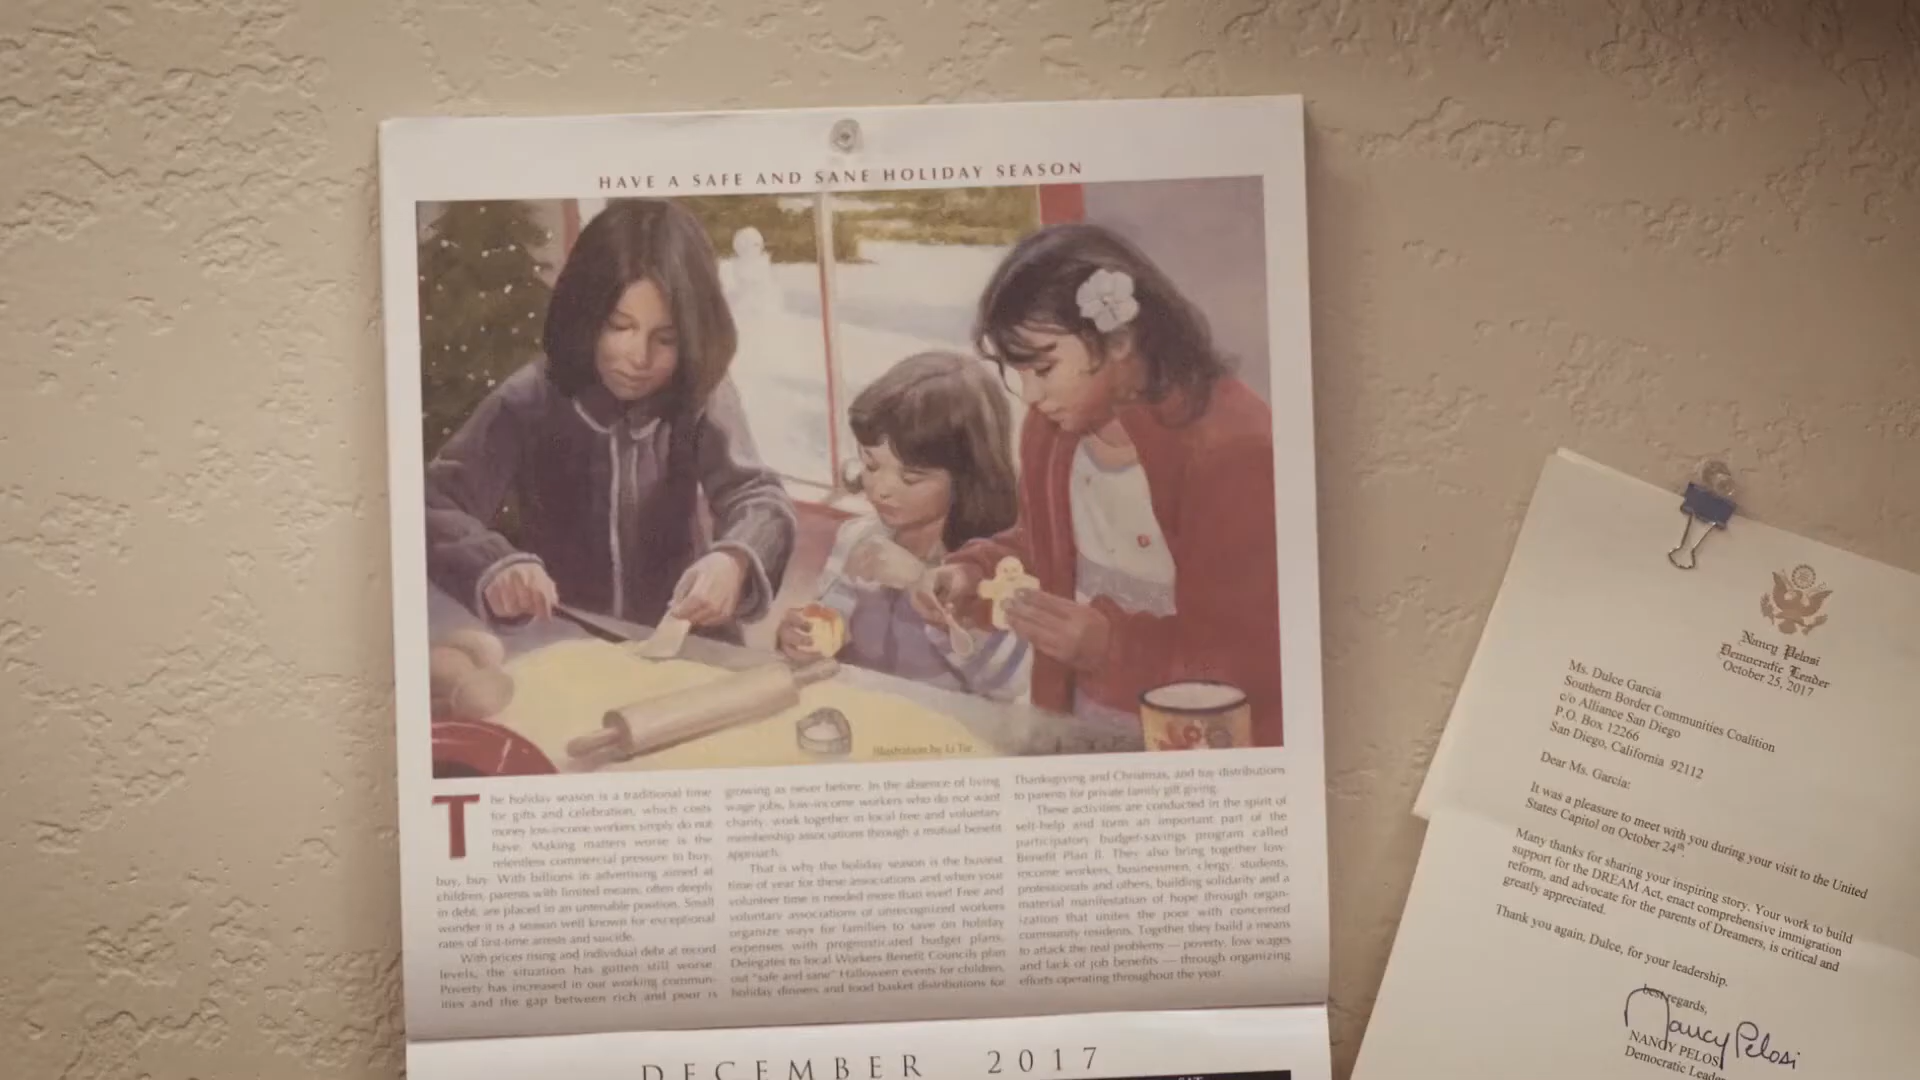 HAVE A SAFE AND SANE HOLIDAY SEASON
Illustration by Li Tie
The holiday season is a traditional time
for gifts and celebration, which costs
money low-income workers simply do not
have. Making matters worse is the
relentless commercial pressure to buy,
buy, buy. With billions in advertising aimed at
children, parents with limited means, often deeply
in debt, are placed in an untenable position. Small
wonder it is a season well known for exceptional
rates of first-time arrests and suicide.
With prices rising and individual debt at record
levels, the situation has gotten still worse.
Poverty has increased in our working commun-
ities and the gap between rich and poor is
growing as never before. In the absence of living
wage jobs, low-income workers who do not want
charity, work together in local free and voluntary
membership associations through a mutual benefit
approach.
That is why the holiday season is the busiest
time of year for these associations and when your
volunteer time is needed more than ever! Free and
voluntary associations of unrecognized workers
organize ways for families to save on holiday
expenses with prognosticated budget plans.
Delegates to local Workers Benefit Councils plan
out "safe and sane" Halloween events for children,
holiday dinners and food basket distributions for
Thanksgiving and Christmas, and toy distributions
to parents for private family gift giving.
These activities are conducted in the spirit of
self-help and form an important part of the
participatory budget-savings program called
Benefit Plan II. They also bring together low-
income workers, businessmen, clergy, students,
professionals and others, building solidarity and a
material manifestation of hope through organ-
ization that unites the poor with concerned
community residents. Together they build a means
to attack the real problems — poverty, low wages
and lack of job benefits — through organizing
efforts operating throughout the year.
DECEMBER 2017
SAT
Nancy Pelosi
Democratic Leader
October 25, 2017
Ms. Dulce Garcia
Southern Border Communities Coalition
c/o Alliance San Diego
P.O. Box 12266
San Diego, California 92112
Dear Ms. Garcia:
It was a pleasure to meet with you during your visit to the United
States Capitol on October 24th.
Many thanks for sharing your inspiring story. Your work to build
support for the DREAM Act, enact comprehensive immigration
reform, and advocate for the parents of Dreamers, is critical and
greatly appreciated.
Thank you again, Dulce, for your leadership.
best regards,
Nancy Pelosi
NANCY PELOSI
Democratic Leader